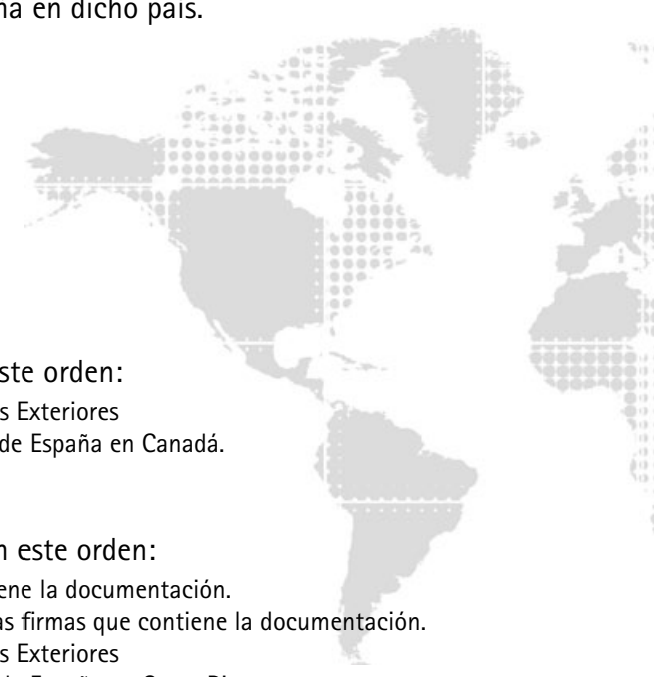 na en dicho país.
ste orden:
s Exteriores
de España en Canadá.
n este orden:
ene la documentación.
as firmas que contiene la documentación.
s Exteriores